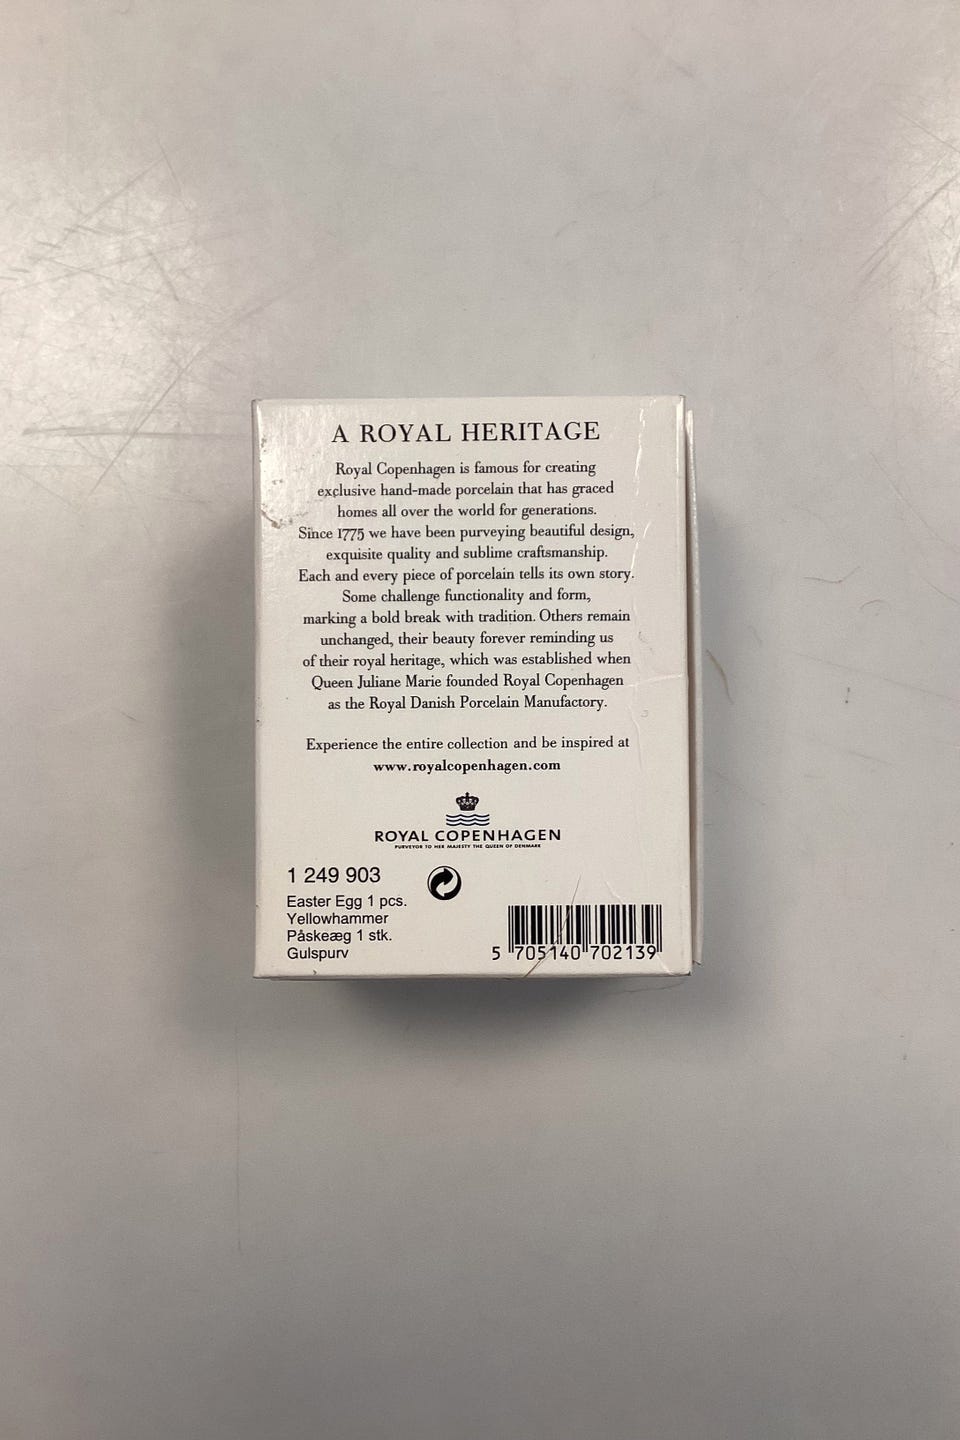 A ROYAL HERITAGE
Royal Copenhagen is famous for creating
exclusive hand-made porcelain that has graced
homes all over the world for generations.
Since 1775 we have been purveying beautiful design,
exquisite quality and sublime craftsmanship.
Each and every piece of porcelain tells its own story.
Some challenge functionality and form,
marking a bold break with tradition. Others remain
unchanged, their beauty forever reminding us
of their royal heritage, which was established when
Queen Juliane Marie founded Royal Copenhagen
as the Royal Danish Porcelain Manufactory.
Experience the entire collection and be inspired at
www.royalcopenhagen.com
ROYAL COPENHAGEN
PURVEYOR TO HER MAJESTY THE QUEEN OF DENMARK
1 249 903
Easter Egg 1 pcs.
Yellowhammer
Påskeæg 1 stk.
Gulspurv
5 705140 702139